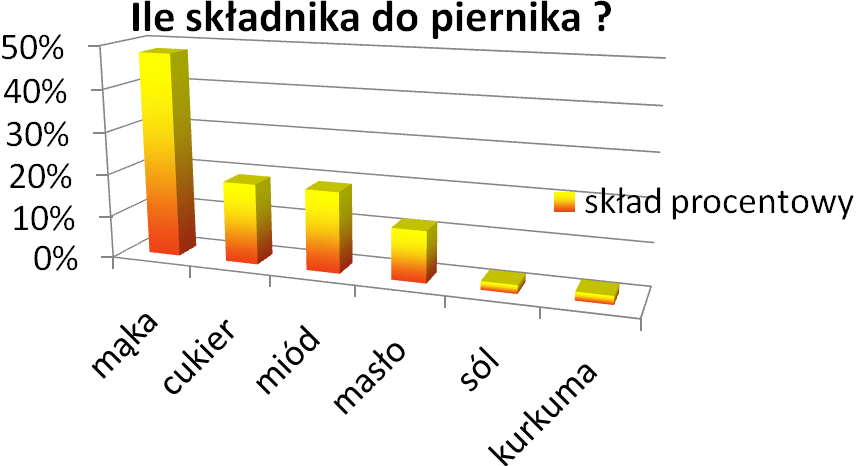 Ile składnika do piernika ?
50%
40%
30%
20%
10%
0%
skład procentowy
mąka
cukier
miód
masło
sól
kurkuma